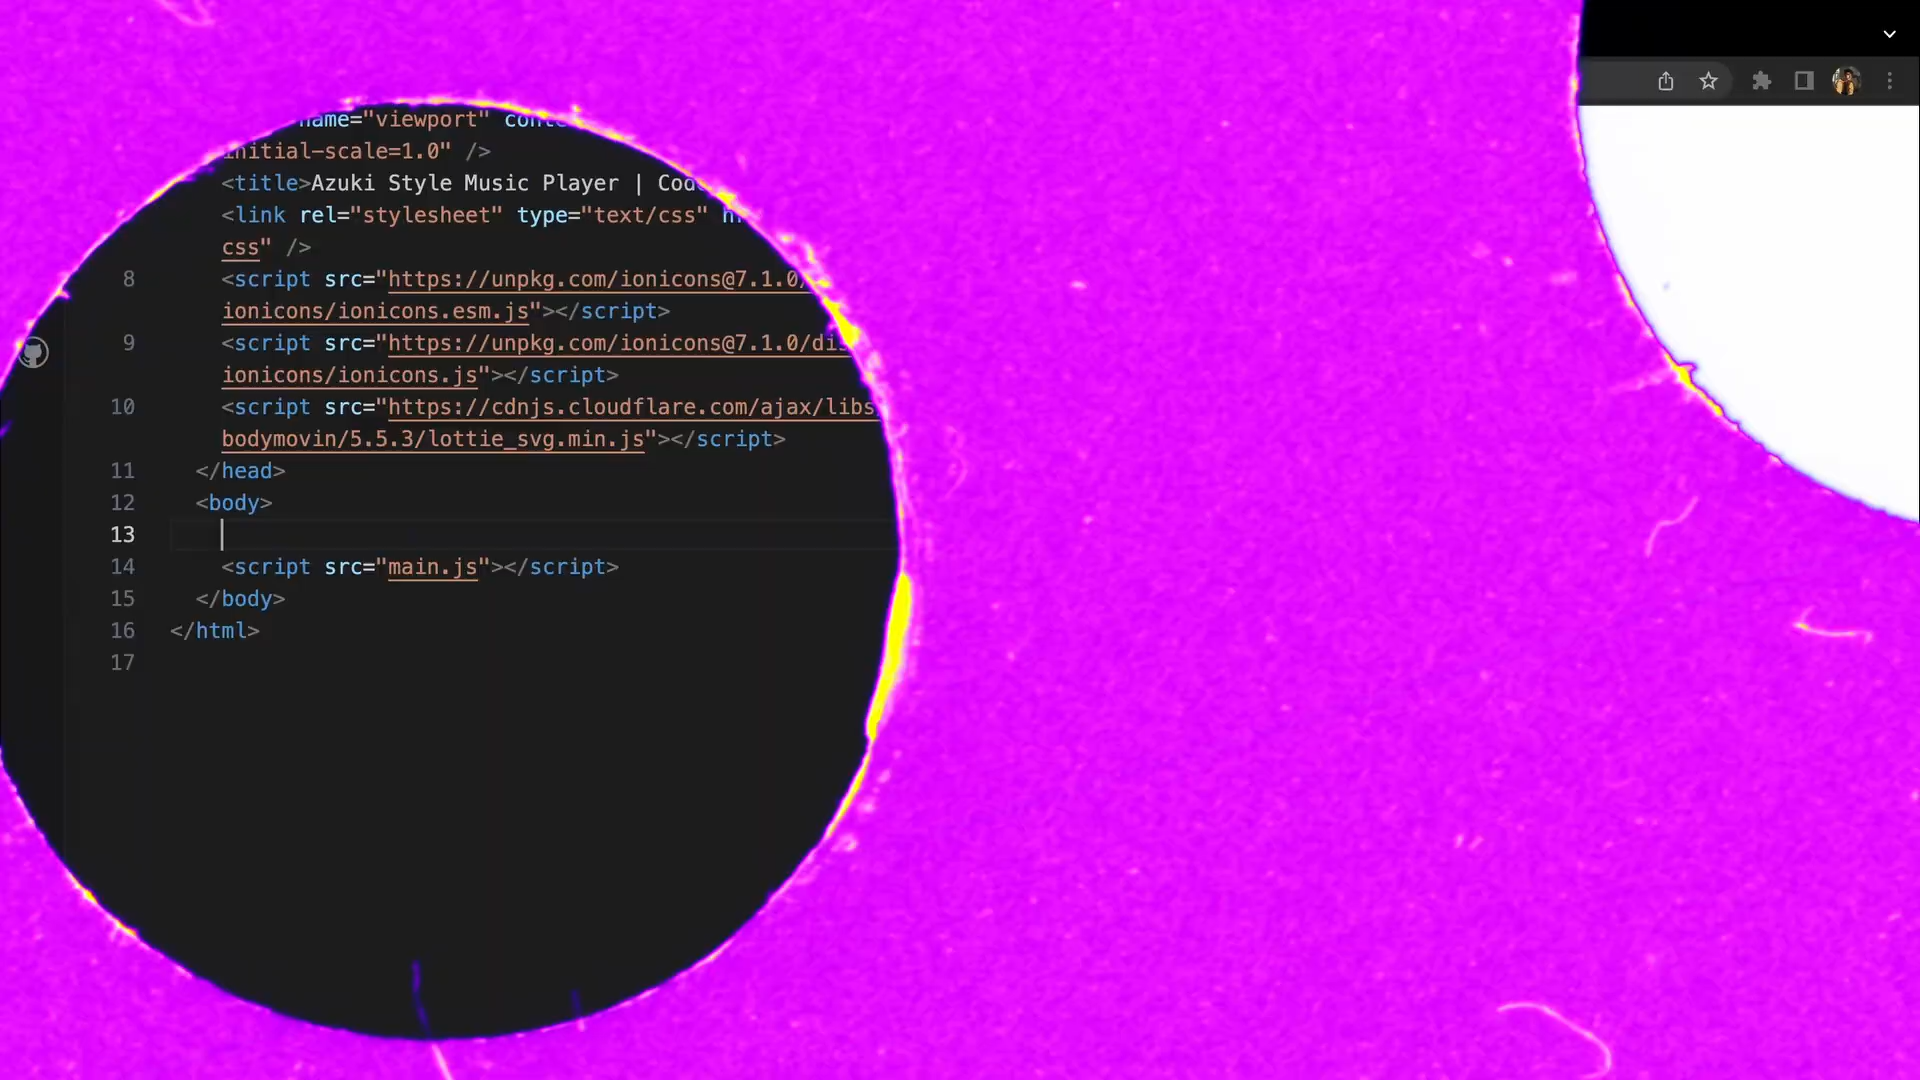 name="viewport"
initial-scale=1.0" />
<title>Azuki Style Music Player |
<link rel="stylesheet" type="text/css"
css" />
8 <script src="https://unpkg.com/ionicons@7.1.0/
ionicons/ionicons.esm.js"></script>
9 <script src="https://unpkg.com/ionicons@7.1.0/dis
ionicons/ionicons.js"></script>
10 <script src="https://cdnjs.cloudflare.com/ajax/libs/
bodymovin/5.5.3/lottie_svg.min.js"></script>
11 </head>
12 <body>
13
14 <script src="main.js"></script>
15 </body>
16 </html>
17